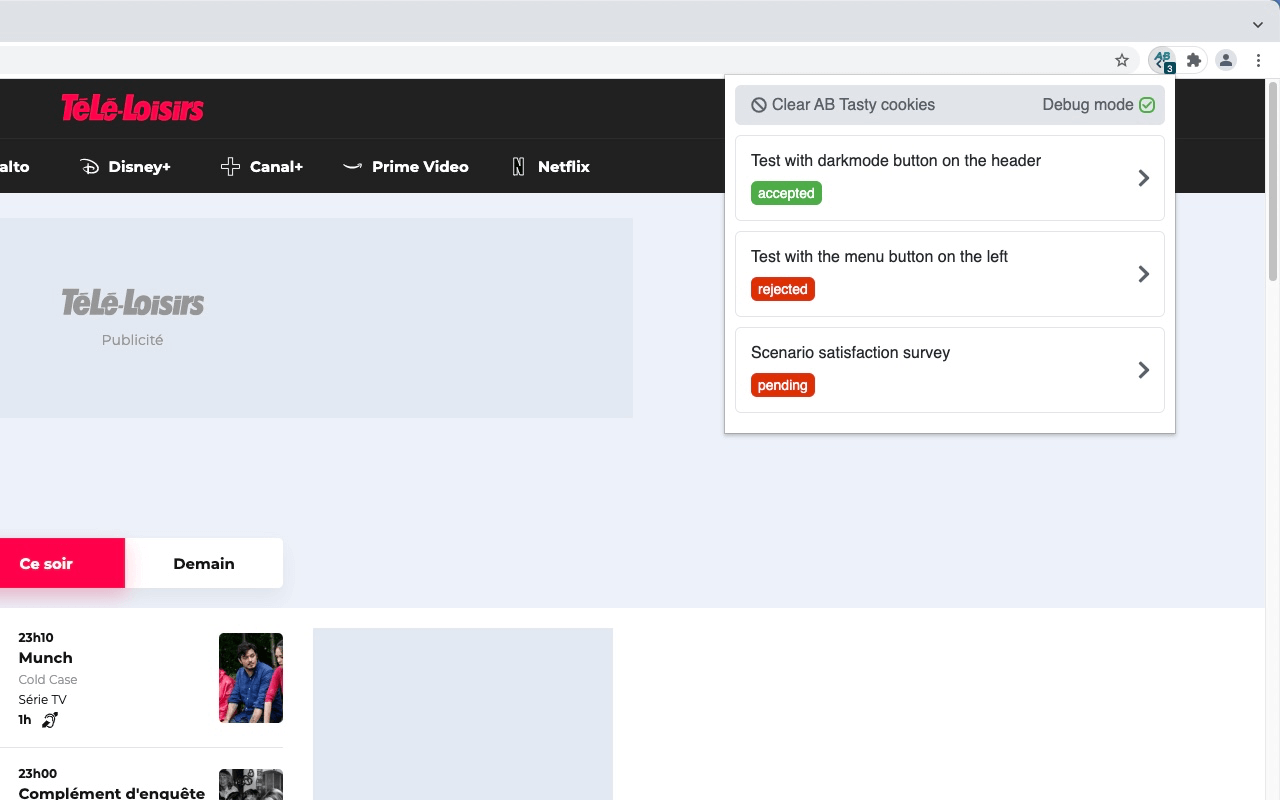 AB
3
Clear AB Tasty cookies
Debug mode
TéLé-Loisirs
alto
Disney+
Canal+
Prime Video
Netflix
Test with darkmode button on the header
accepted
Test with the menu button on the left
rejected
Scenario satisfaction survey
pending
TéLé-Loisirs
Publicité
Ce soir
Demain
23h10
Munch
Cold Case
Série TV
1h
23h00
Complément d'enquête